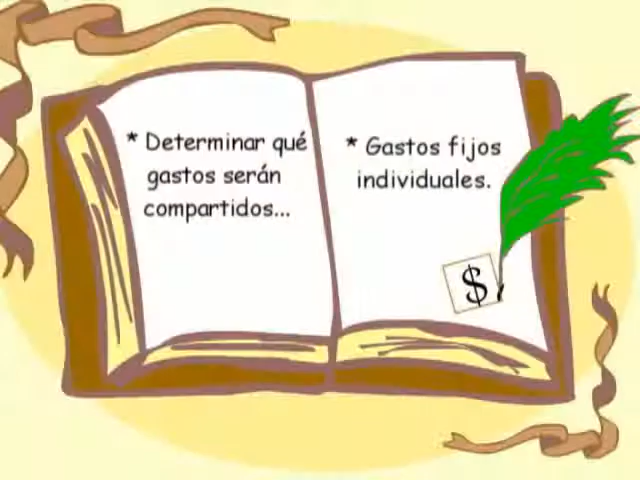 * Determinar qué
gastos serán
compartidos...
* Gastos fijos
individuales.
$